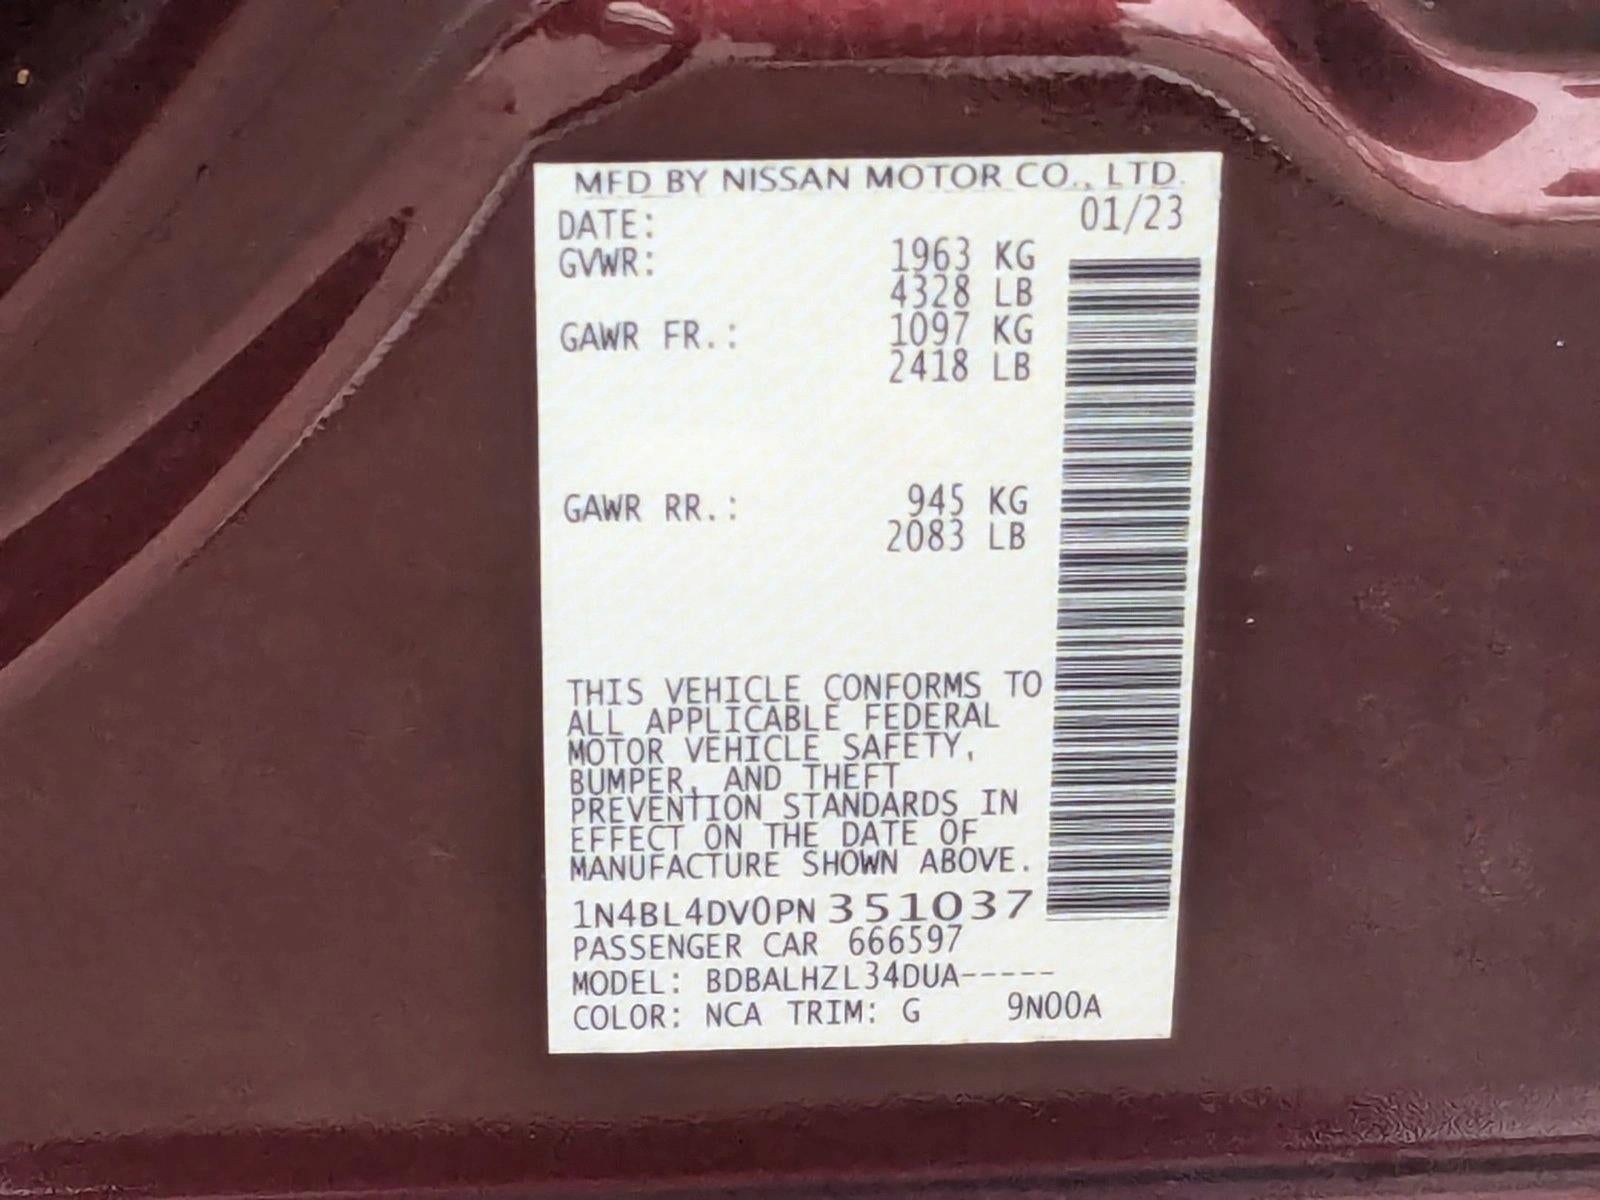 MFD BY NISSAN MOTOR CO., LTD.
DATE: 01/23
GVWR: 1963 KG
4328 LB
GAWR FR.: 1097 KG
2418 LB
GAWR RR.: 945 KG
2083 LB
THIS VEHICLE CONFORMS TO
ALL APPLICABLE FEDERAL
MOTOR VEHICLE SAFETY,
BUMPER, AND THEFT
PREVENTION STANDARDS IN
EFFECT ON THE DATE OF
MANUFACTURE SHOWN ABOVE.
1N4BL4DV0PN 351037
PASSENGER CAR 666597
MODEL: BDBALHZL34DUA-----
COLOR: NCA TRIM: G 9N00A